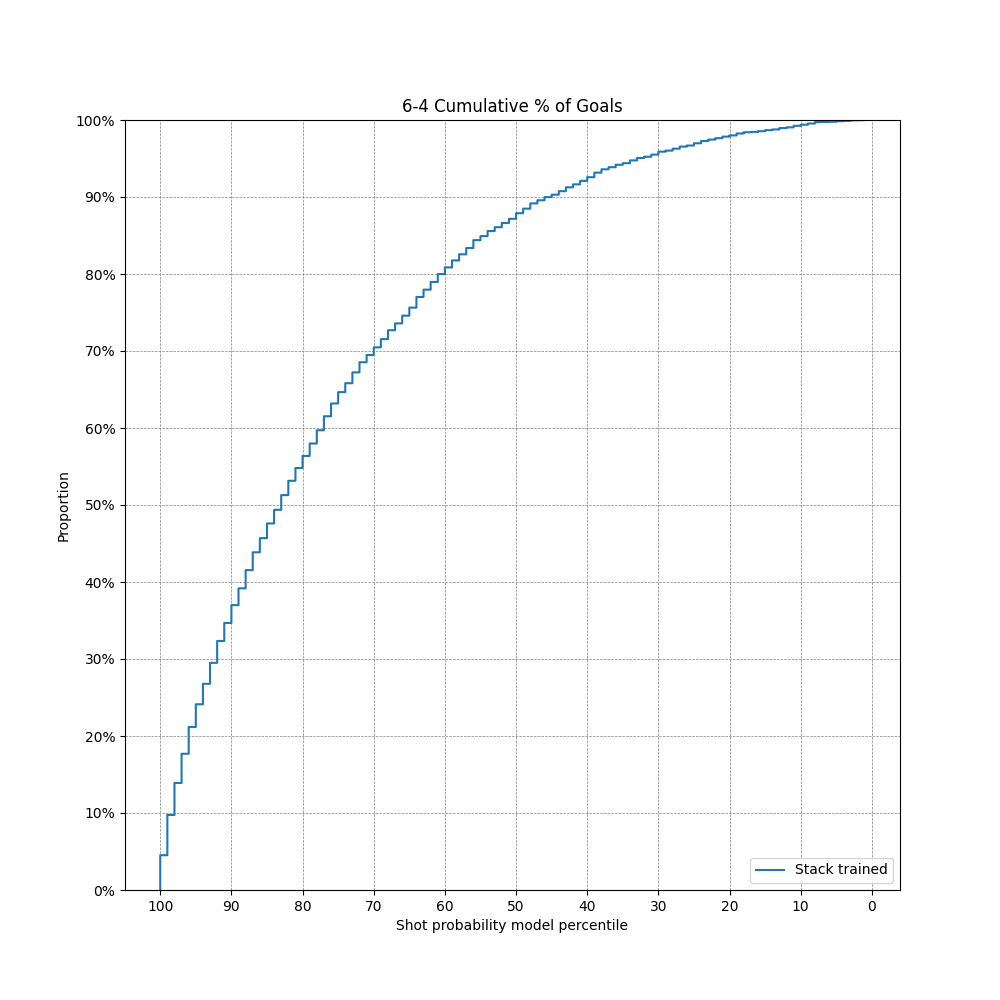 6-4 Cumulative % of Goals
100%
90%
80%
70%
60%
50%
40%
30%
20%
10%
0%
Proportion
Stack trained
100 90 80 70 60 50 40 30 20 10 0
Shot probability model percentile